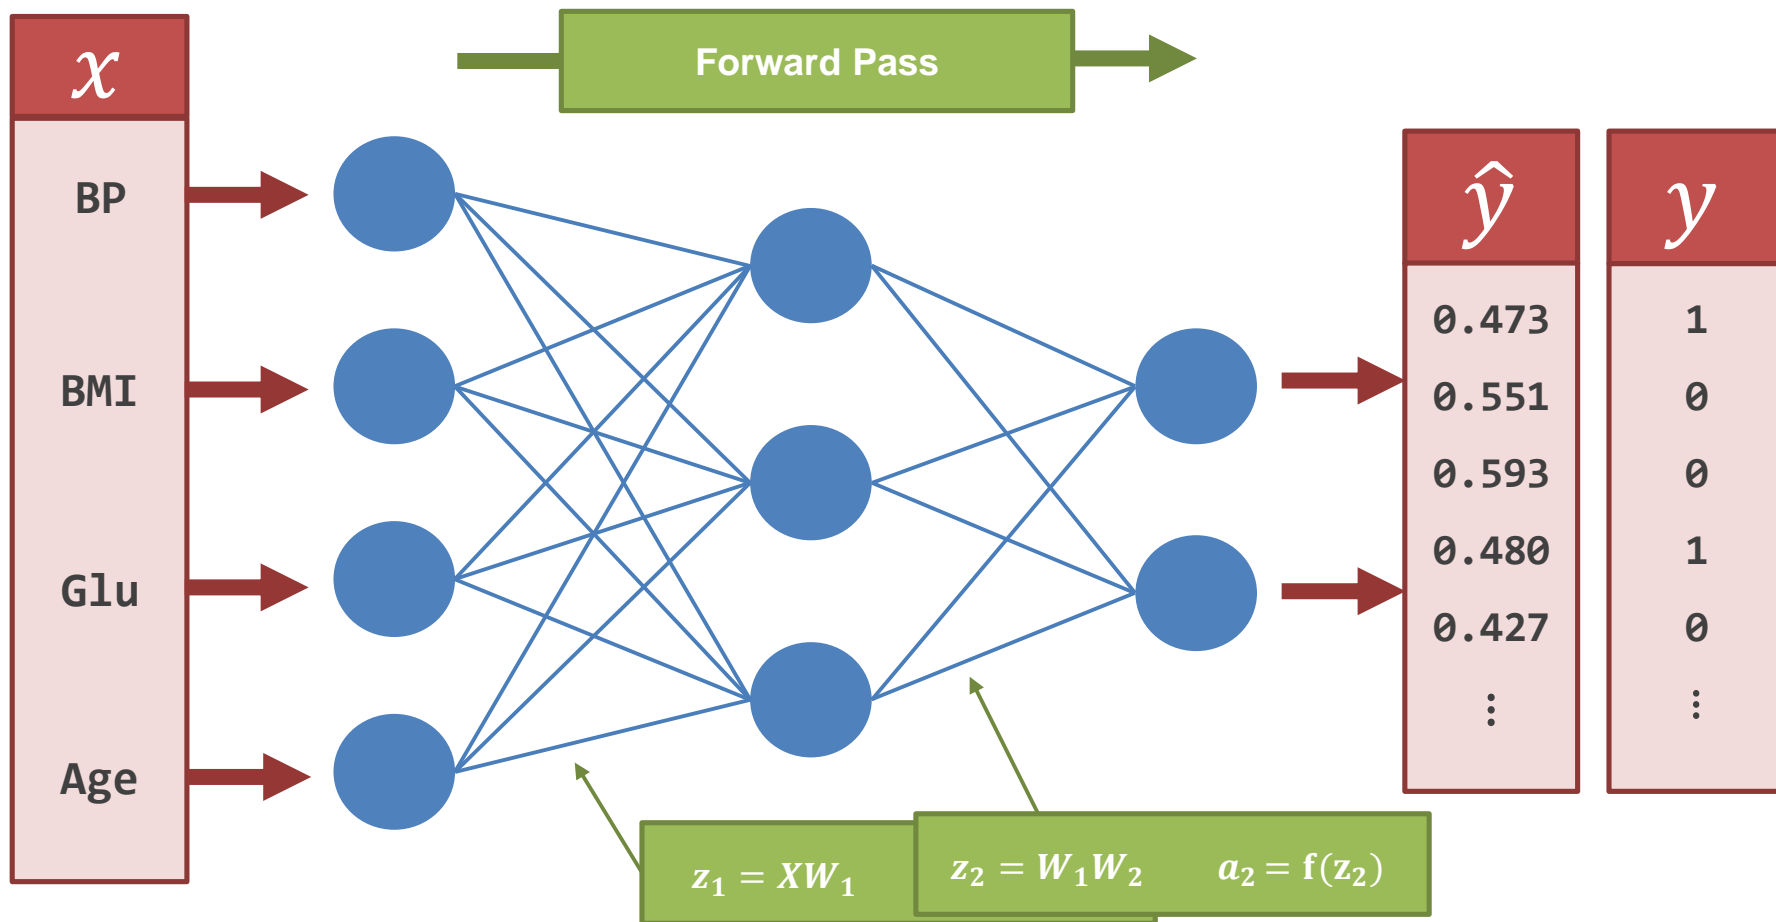 x
Forward Pass
BP
BMI
Glu
Age
ŷ
0.473
0.551
0.593
0.480
0.427
⋮
y
1
0
0
1
0
⋮
z₁ = XW₁
z₂ = W₁W₂ a₂ = f(z₂)